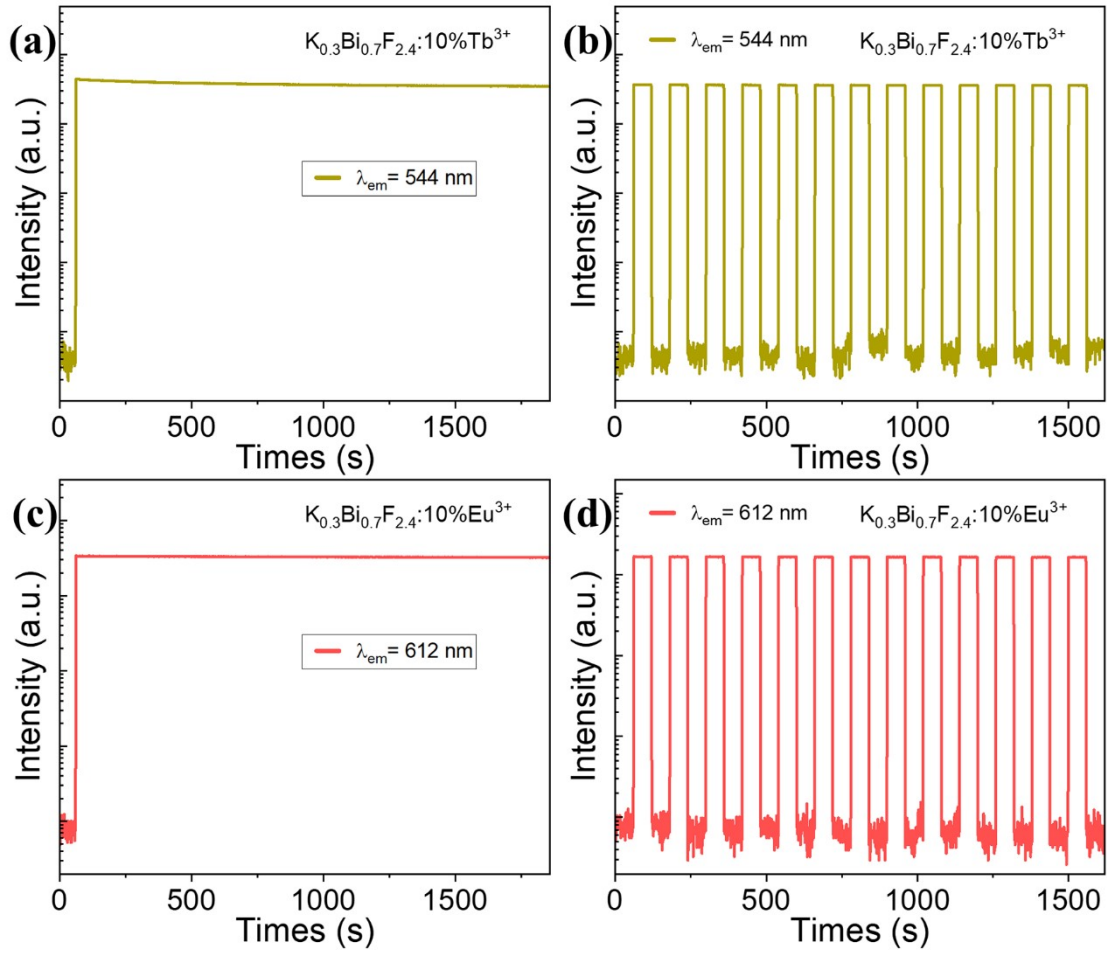 (a)
K0.3Bi0.7F2.4:10%Tb3+
λem= 544 nm
Intensity (a.u.)
0 500 1000 1500
Times (s)
(b)
λem= 544 nm K0.3Bi0.7F2.4:10%Tb3+
Intensity (a.u.)
0 500 1000 1500
Times (s)
(c)
K0.3Bi0.7F2.4:10%Eu3+
λem= 612 nm
Intensity (a.u.)
0 500 1000 1500
Times (s)
(d)
λem= 612 nm K0.3Bi0.7F2.4:10%Eu3+
Intensity (a.u.)
0 500 1000 1500
Times (s)